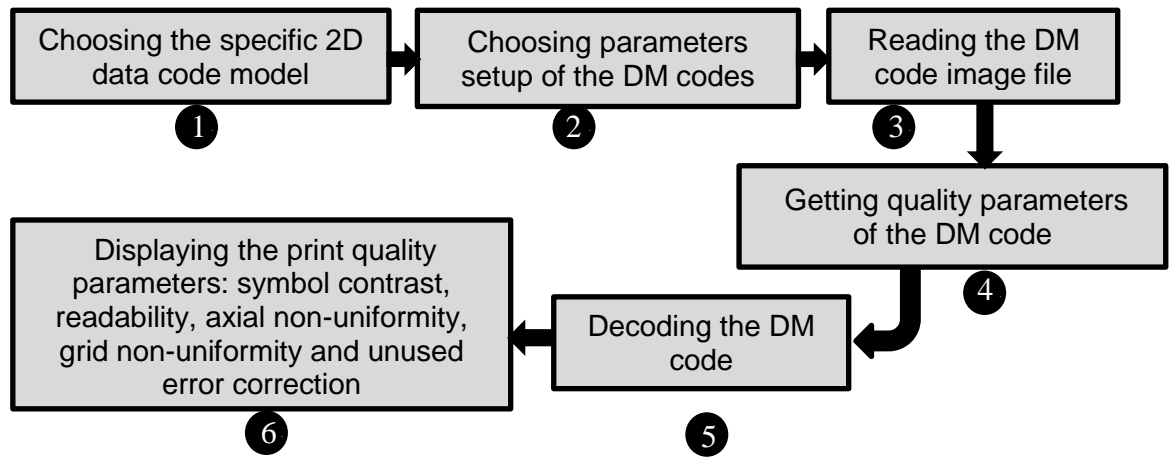 Choosing the specific 2D
data code model
1
Choosing parameters
setup of the DM codes
2
Reading the DM
code image file
3
Getting quality parameters
of the DM code
4
Decoding the DM
code
5
Displaying the print quality
parameters: symbol contrast,
readability, axial non-uniformity,
grid non-uniformity and unused
error correction
6